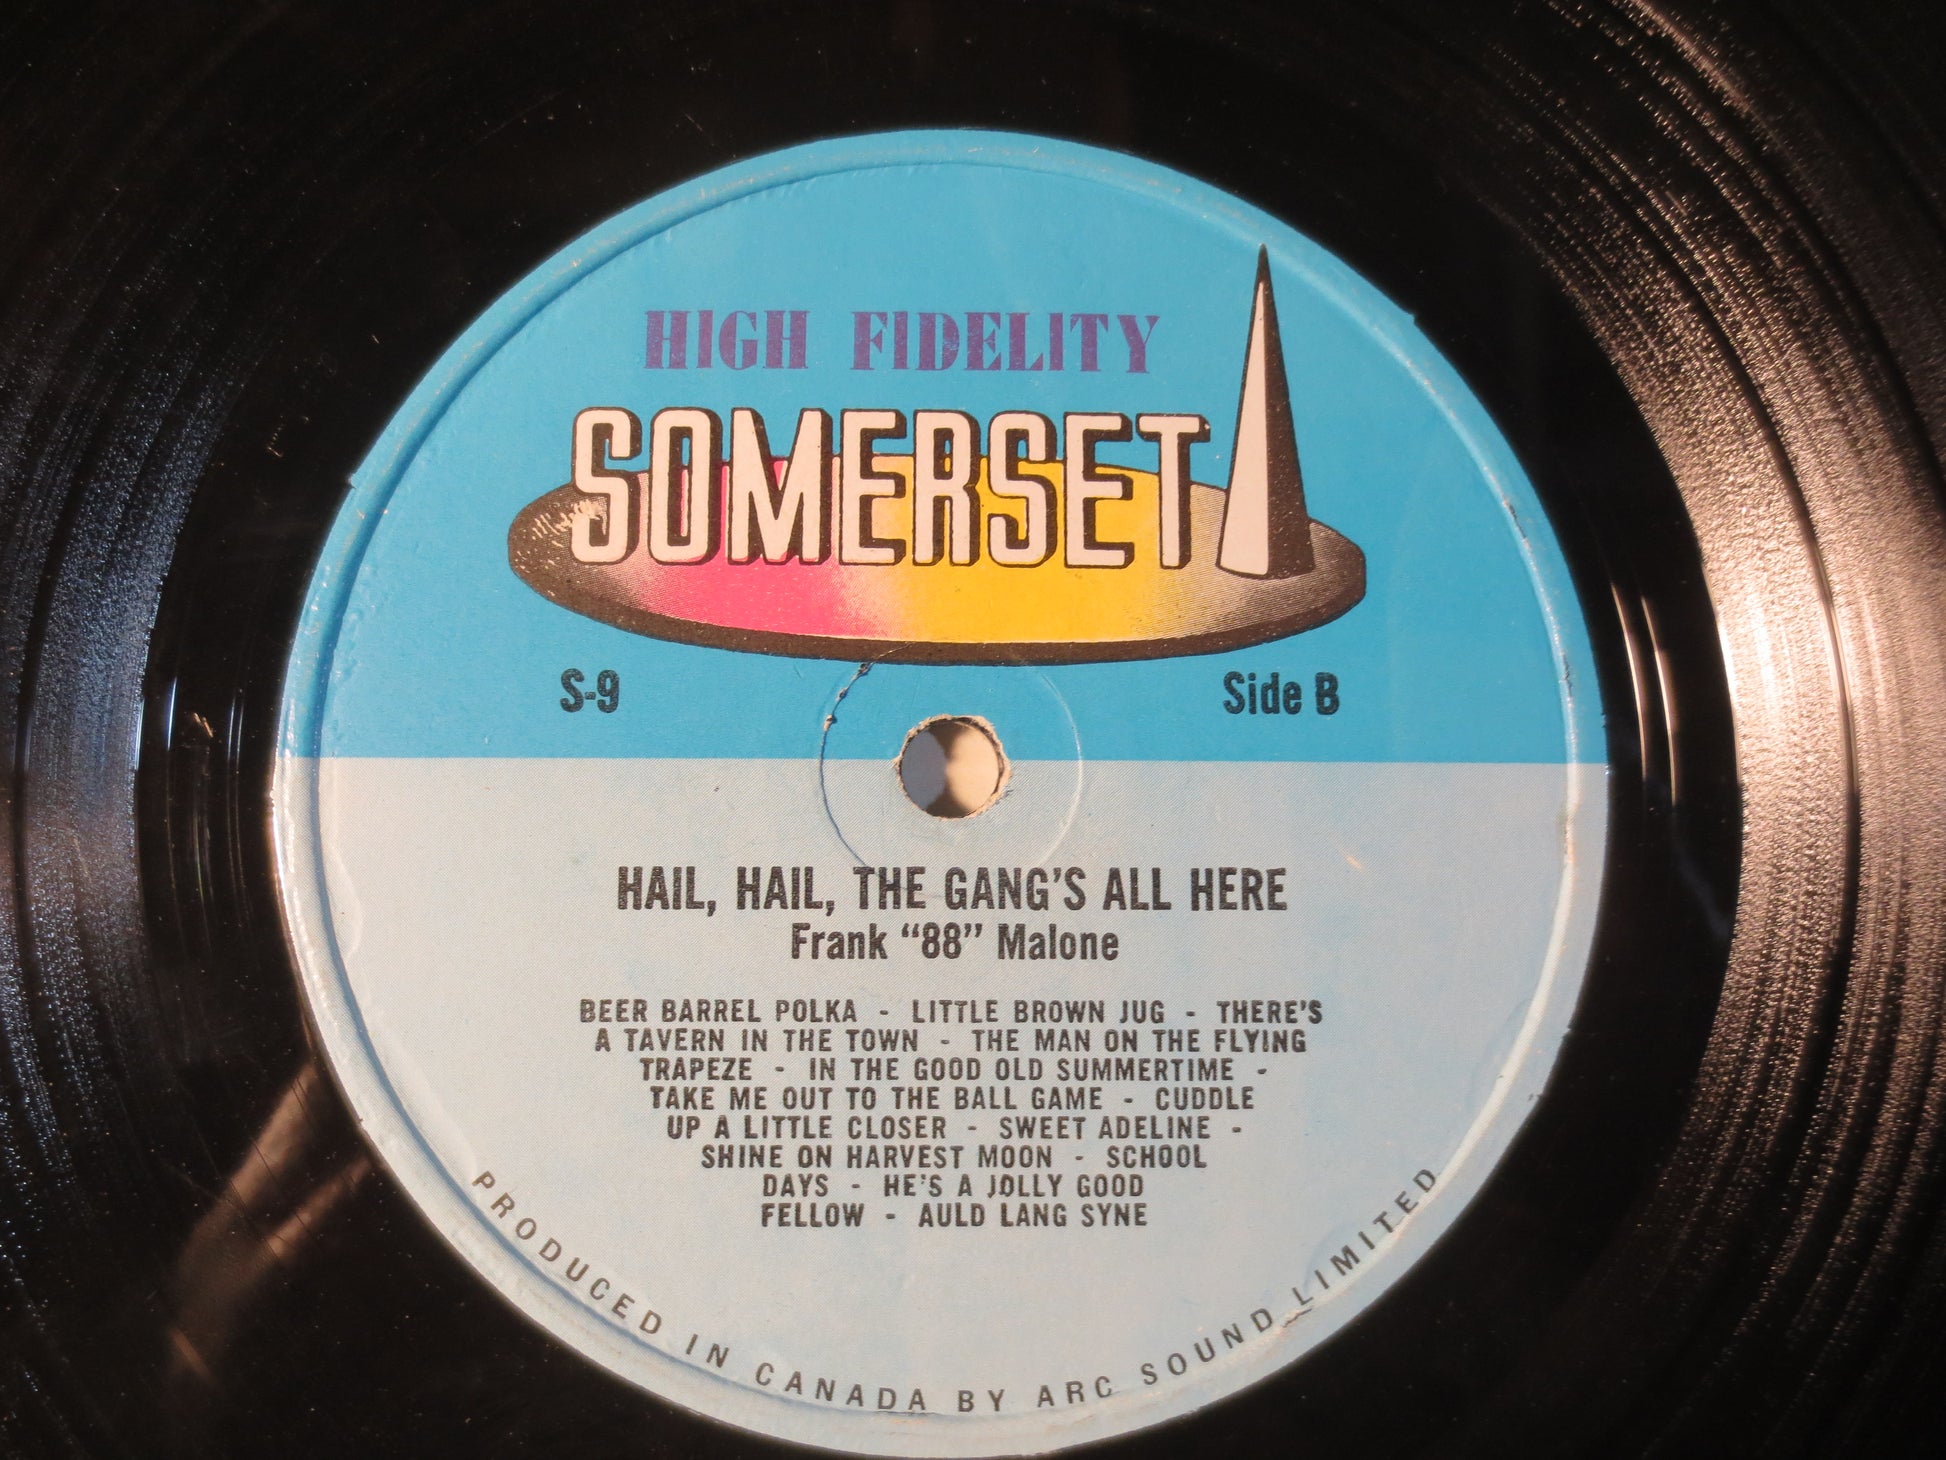 HIGH FIDELITY
SOMERSET
S-9
Side B
HAIL, HAIL, THE GANG'S ALL HERE
Frank "88" Malone
BEER BARREL POLKA - LITTLE BROWN JUG - THERE'S
A TAVERN IN THE TOWN - THE MAN ON THE FLYING
TRAPEZE - IN THE GOOD OLD SUMMERTIME -
TAKE ME OUT TO THE BALL GAME - CUDDLE
UP A LITTLE CLOSER - SWEET ADELINE -
SHINE ON HARVEST MOON - SCHOOL
DAYS - HE'S A JOLLY GOOD
FELLOW - AULD LANG SYNE
PRODUCED IN CANADA BY ARC SOUND LIMITED